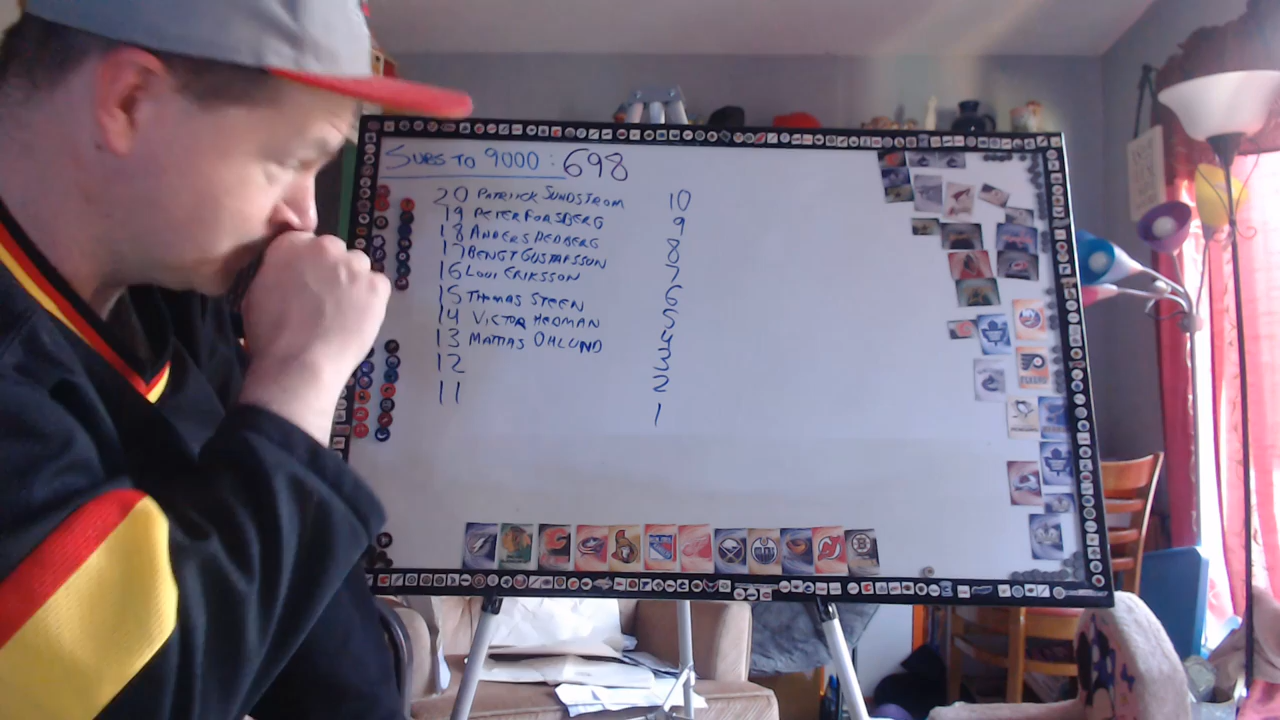 SUBS TO 9000 : 698
20 PATRICK SUNDSTROM 10
19 PETER FORSBERG 9
18 ANDERS HEDBERG 8
17 BENGT GUSTAFSSON 7
16 LOUI ERIKSSON 6
15 THOMAS STEEN 5
14 VICTOR HEDMAN 4
13 MATTIAS OHLUND 3
12 2
11 1